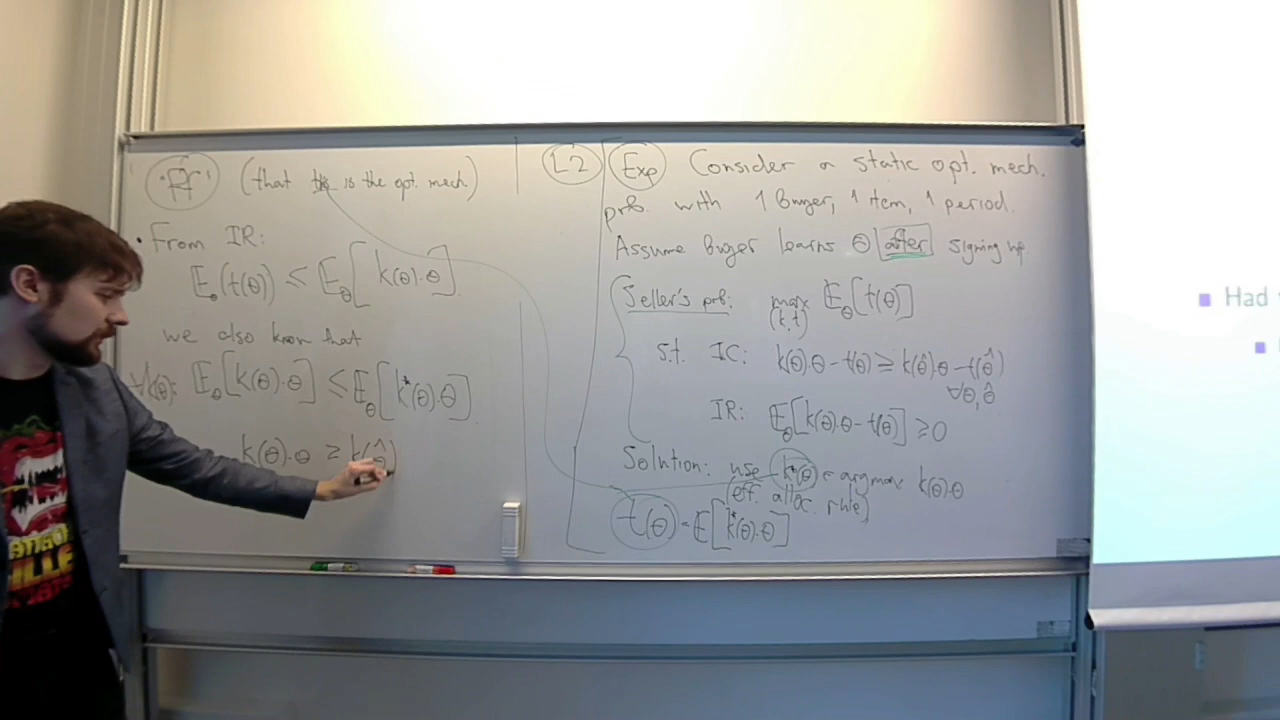 Pf (that is the opt. mech)
• From IR:
E_θ(t(θ)) ≤ E_θ[k(θ)·θ]
we also know that
∀k(θ): E_θ[k(θ)·θ] ≤ E_θ[k*(θ)·θ]
k(θ)·θ ≥ k(θ̂)
L2
Exp Consider a static opt. mech.
prb. with 1 Buyer, 1 item, 1 period.
Assume buyer learns θ after signing up
Seller's prb: max E_θ[t(θ)]
(k,t)
s.t. IC: k(θ)·θ - t(θ) ≥ k(θ̂)·θ - t(θ̂)
∀θ,θ̂
IR: E_θ[k(θ)·θ - t(θ)] ≥ 0
Solution: use k*(θ) = argmax k(θ)·θ
(eff. alloc. rule)
t(θ) = E[k*(θ)·θ]
Had